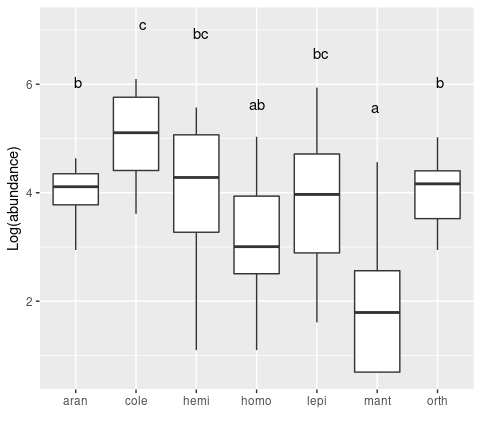 c
bc
bc
b
b
ab
a
6
4
2
Log(abundance)
aran cole hemi homo lepi mant orth